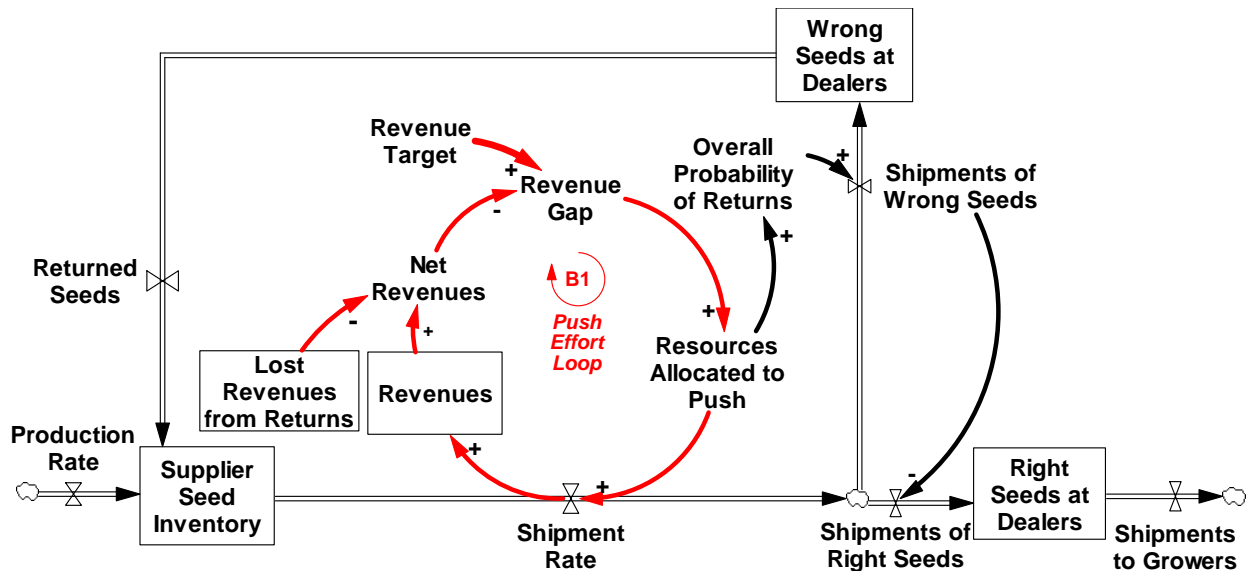 Wrong
Seeds at
Dealers
Revenue
Target
+
Revenue
Gap
-
Overall
Probability
of Returns
+
+
Shipments of
Wrong Seeds
Returned
Seeds
Net
Revenues
-
+
B1
Push
Effort
Loop
+
Resources
Allocated to
Push
Lost
Revenues
from Returns
Revenues
+
+
Production
Rate
Supplier
Seed
Inventory
Shipment
Rate
-
Shipments of
Right Seeds
Right
Seeds at
Dealers
Shipments
to Growers